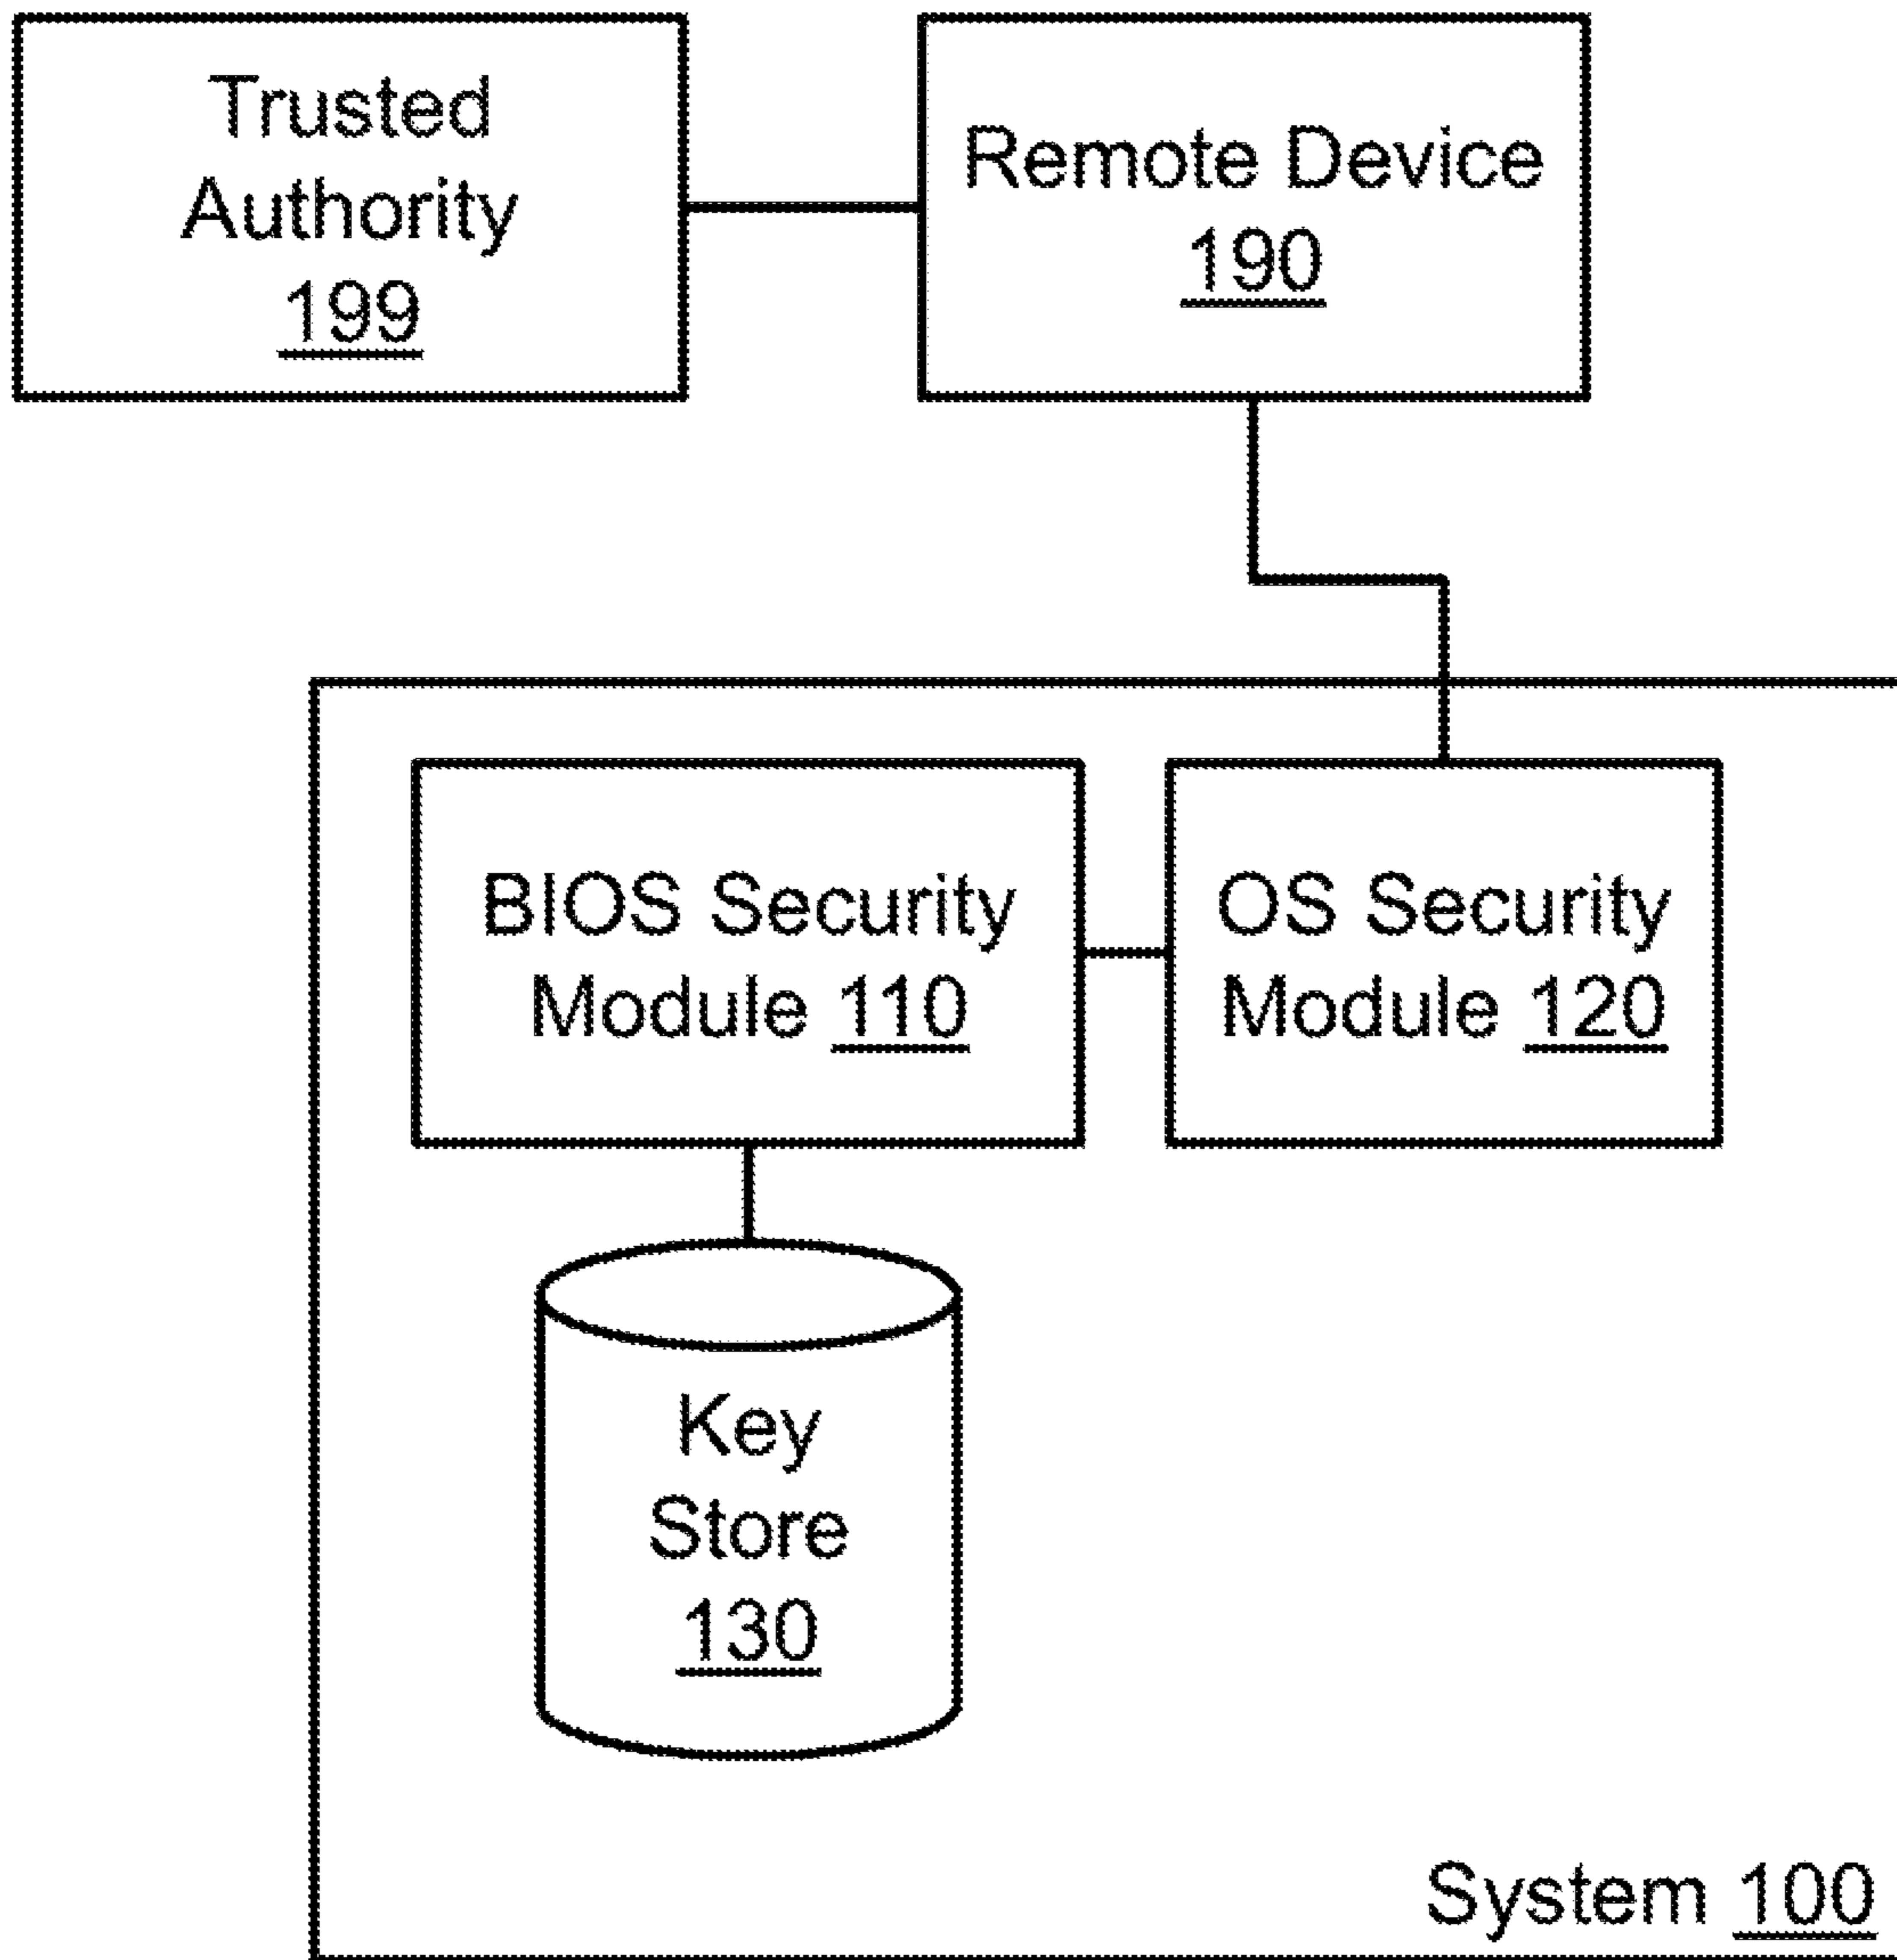 Trusted
Authority
199
Remote Device
190
BIOS Security
Module 110
OS Security
Module 120
Key
Store
130
System 100